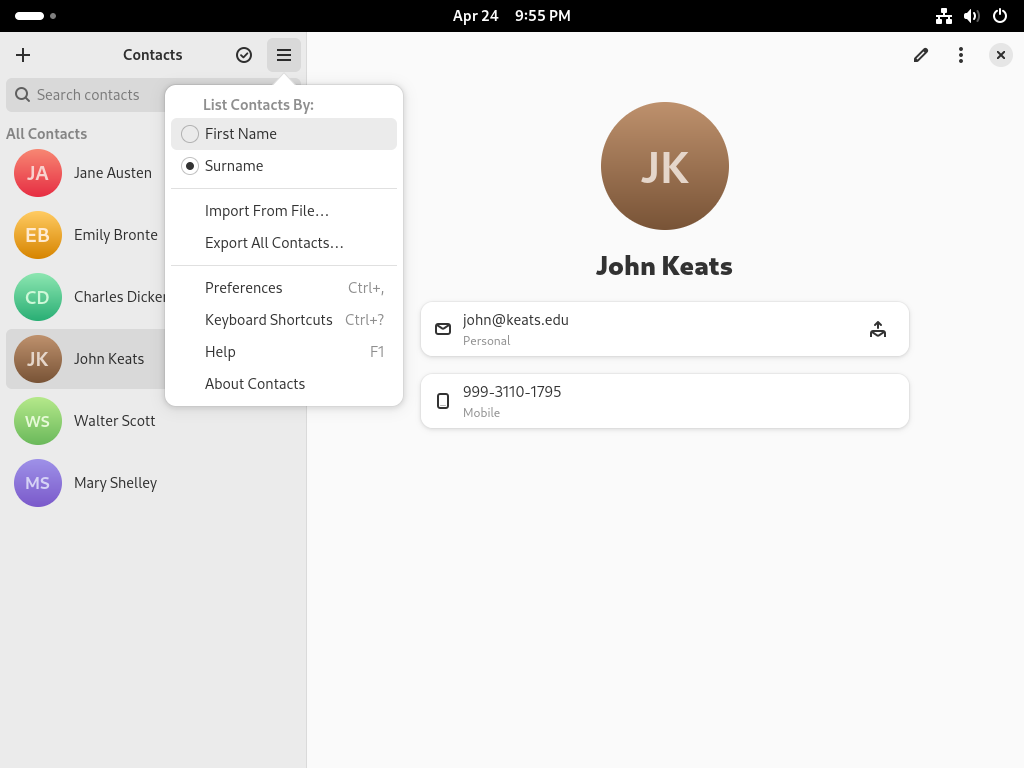 Apr 24 9:55 PM
Contacts
Search contacts
All Contacts
JA Jane Austen
EB Emily Bronte
CD Charles
JK John Keats
WS Walter Scott
MS Mary Shelley
List Contacts By:
First Name
Surname
Import From File…
Export All Contacts…
Preferences Ctrl+,
Keyboard Shortcuts Ctrl+?
Help F1
About Contacts
JK
John Keats
john@keats.edu
Personal
999-3110-1795
Mobile